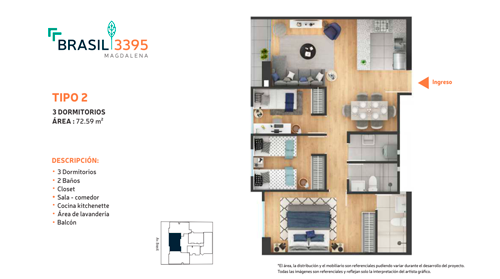 BRASIL 3395
MAGDALENA
TIPO 2
3 DORMITORIOS
ÁREA : 72.59 m²
DESCRIPCIÓN:
• 3 Dormitorios
• 2 Baños
• Closet
• Sala - comedor
• Cocina kitchenette
• Área de lavandería
• Balcón
Ingreso
*El área, la distribución y el mobiliario son referenciales pudiendo variar durante el desarrollo del proyecto.
Todas las imágenes son referenciales y reflejan solo la interpretación del artista gráfico.